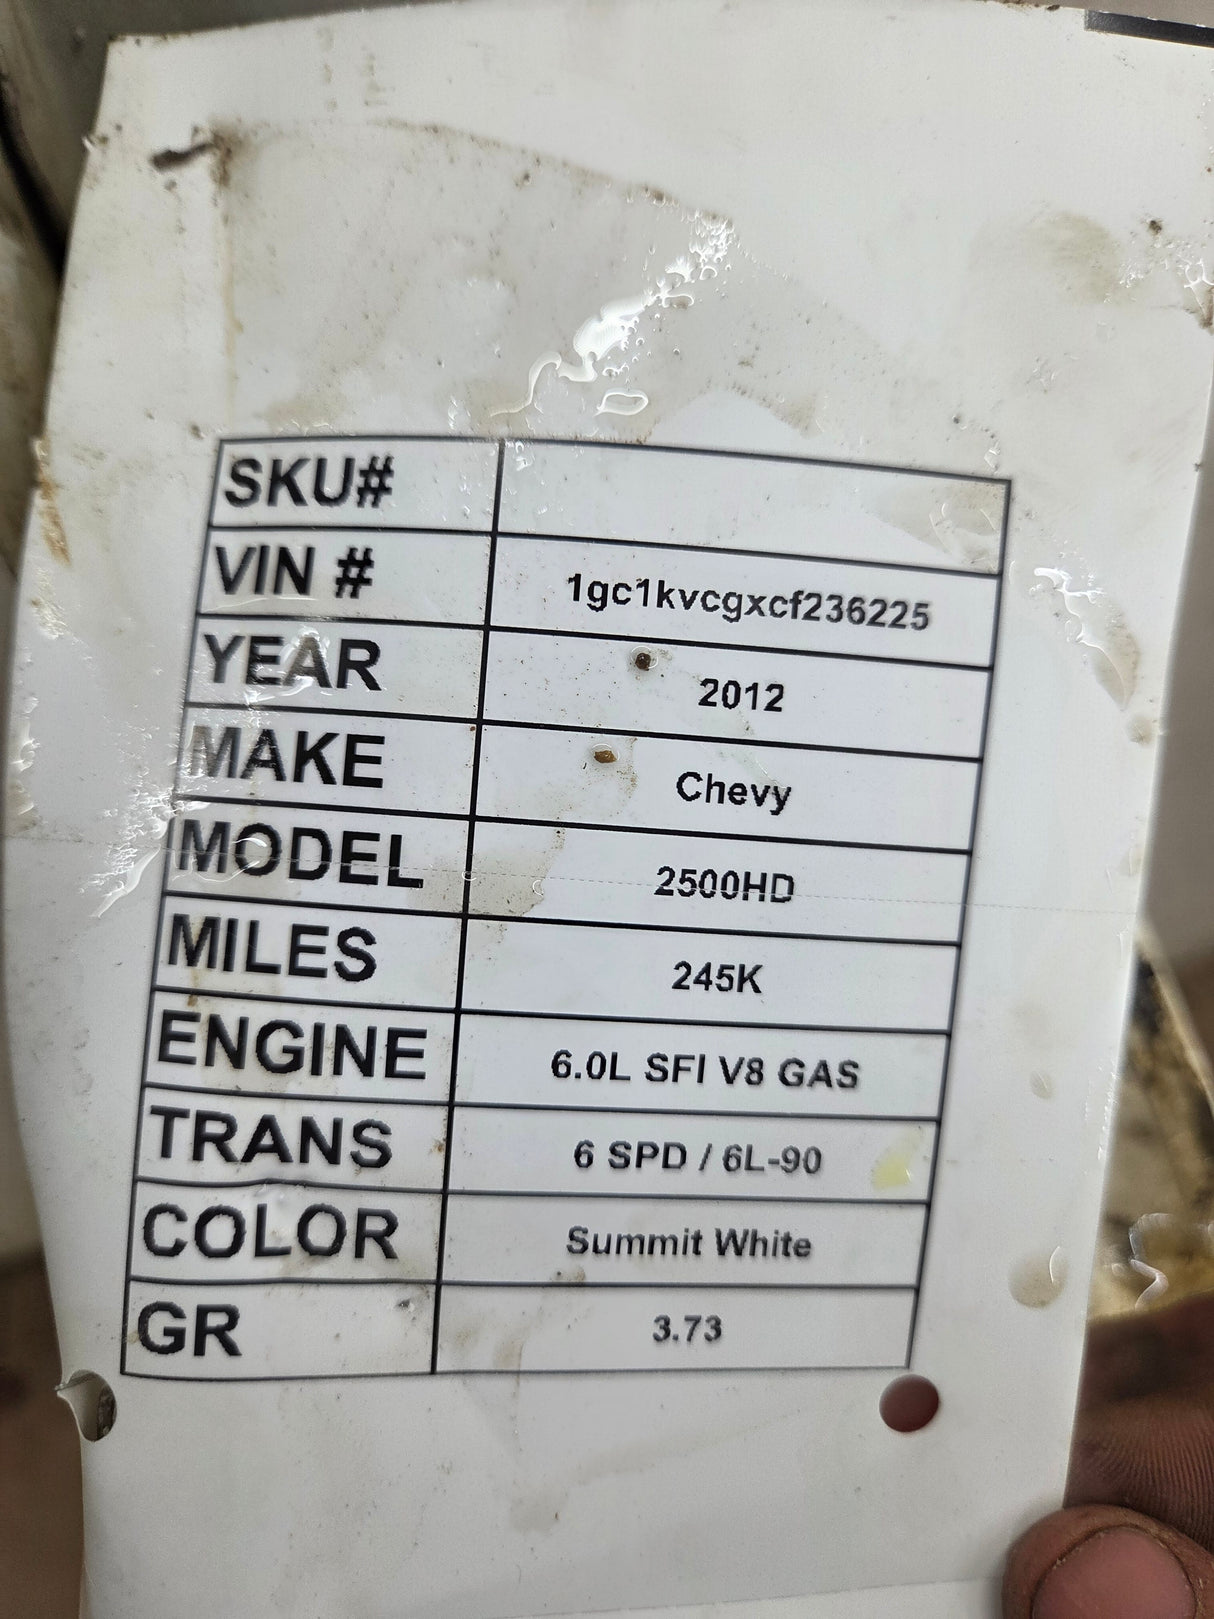 SKU#
VIN # 1gc1kvcgxcf236225
YEAR 2012
MAKE Chevy
MODEL 2500HD
MILES 245K
ENGINE 6.0L SFI V8 GAS
TRANS 6 SPD / 6L-90
COLOR Summit White
GR 3.73